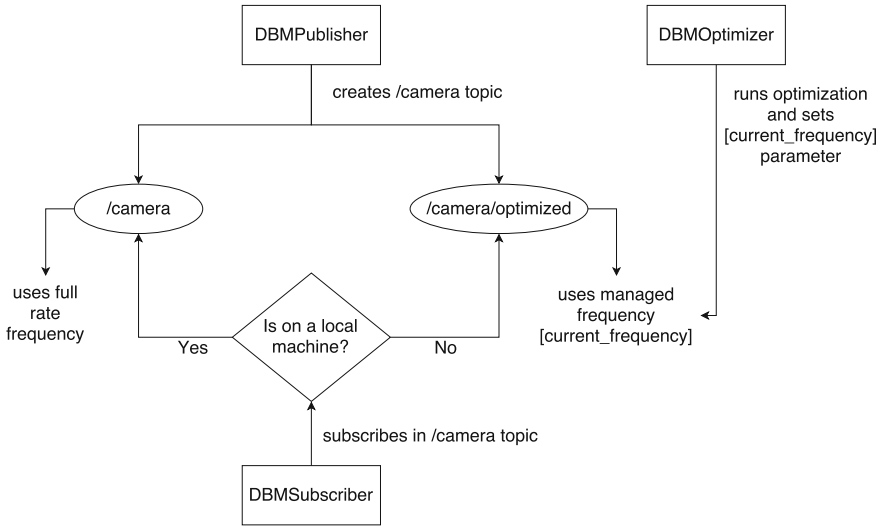 DBMPublisher
DBMOptimizer
creates /camera topic
runs optimization
and sets
[current_frequency]
parameter
/camera
/camera/optimized
uses full
rate
frequency
uses managed
frequency
[current_frequency]
Is on a local
machine?
Yes
No
subscribes in /camera topic
DBMSubscriber